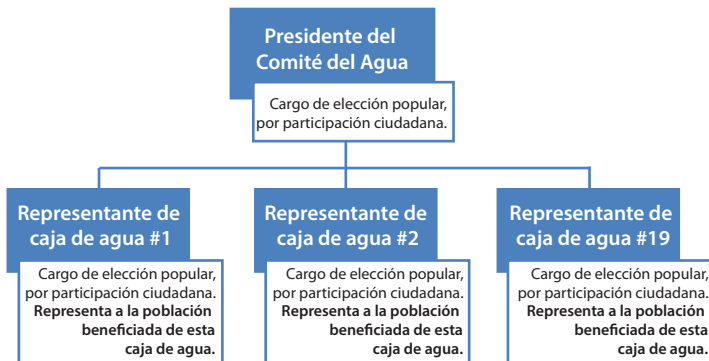 Presidente del
Comité del Agua
Cargo de elección popular,
por participación ciudadana.
Representante de
caja de agua #1
Cargo de elección popular,
por participación ciudadana.
Representa a la población
beneficiada de esta
caja de agua.
Representante de
caja de agua #2
Cargo de elección popular,
por participación ciudadana.
Representa a la población
beneficiada de esta
caja de agua.
Representante de
caja de agua #19
Cargo de elección popular,
por participación ciudadana.
Representa a la población
beneficiada de esta
caja de agua.